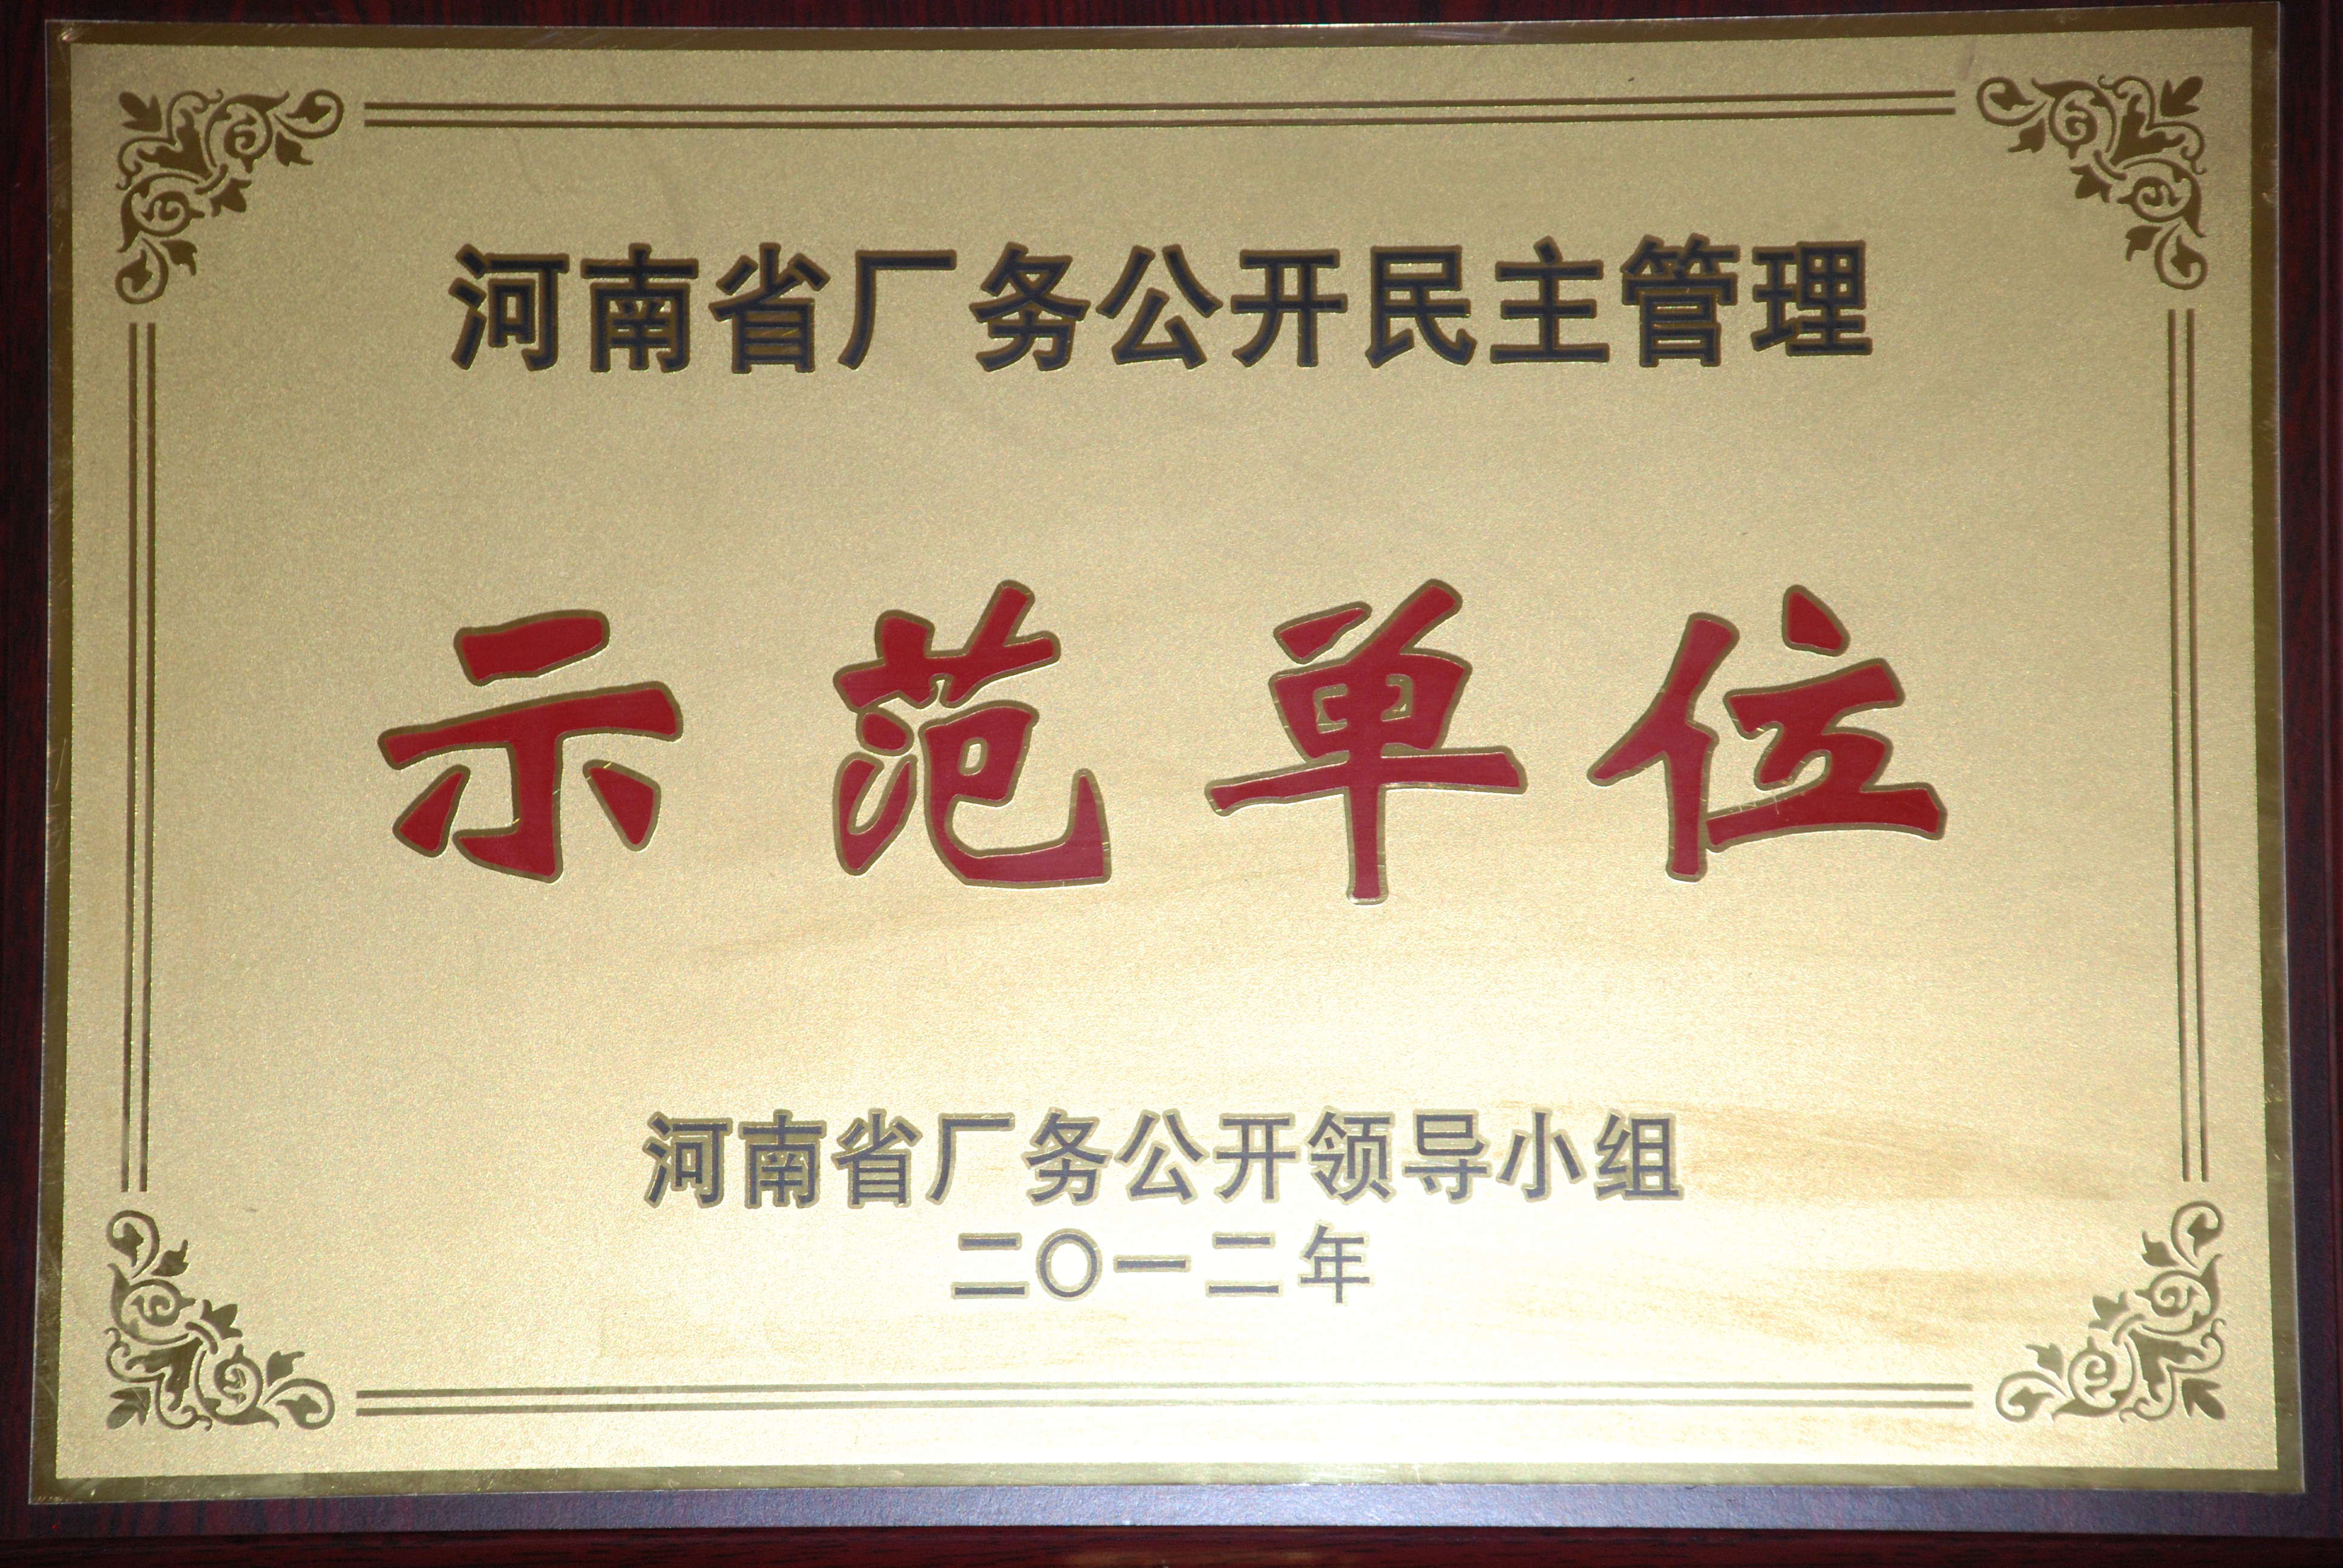 河南省厂务公开民主管理
示范单位
河南省厂务公开领导小组
二〇一二年